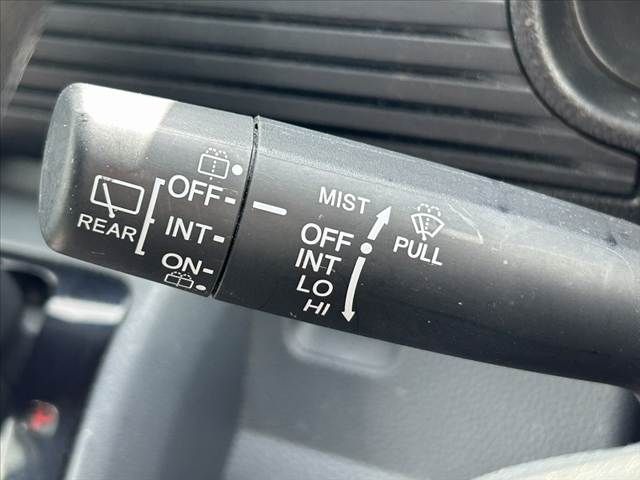 REAR
OFF
INT
ON
MIST
OFF
INT
LO
HI
PULL